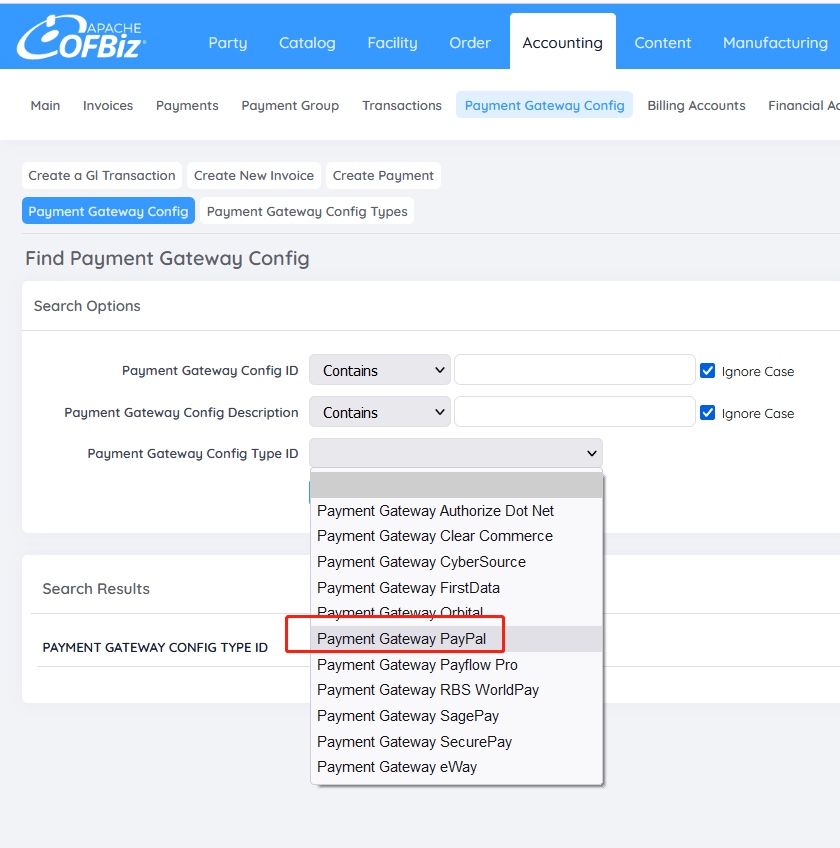 APACHE
OFBiz
Party Catalog Facility Order Accounting Content Manufacturing
Main Invoices Payments Payment Group Transactions Payment Gateway Config Billing Accounts Financial Ac
Create a Gl Transaction Create New Invoice Create Payment
Payment Gateway Config Payment Gateway Config Types
Find Payment Gateway Config
Search Options
Payment Gateway Config ID Contains Ignore Case
Payment Gateway Config Description Contains Ignore Case
Payment Gateway Config Type ID
Payment Gateway Authorize Dot Net
Payment Gateway Clear Commerce
Payment Gateway CyberSource
Payment Gateway FirstData
Search Results
Payment Gateway Orbital
Payment Gateway PayPal
PAYMENT GATEWAY CONFIG TYPE ID
Payment Gateway Payflow Pro
Payment Gateway RBS WorldPay
Payment Gateway SagePay
Payment Gateway SecurePay
Payment Gateway eWay